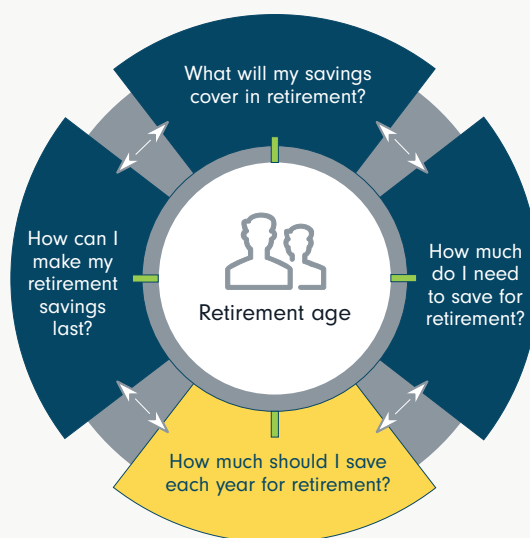 What will my savings
cover in retirement?
How can I
make my
retirement
savings
last?
How much
do I need
to save for
retirement?
Retirement age
How much should I save
each year for retirement?